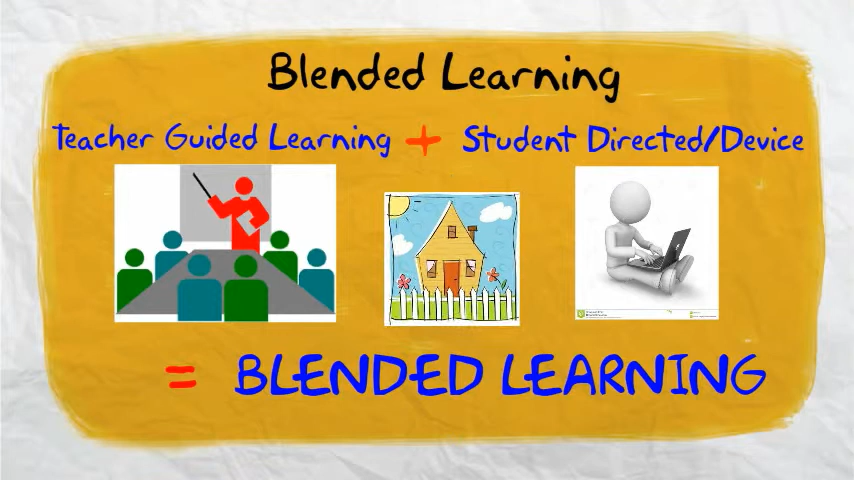 Blended Learning
Teacher Guided Learning + Student Directed/Device
= BLENDED LEARNING